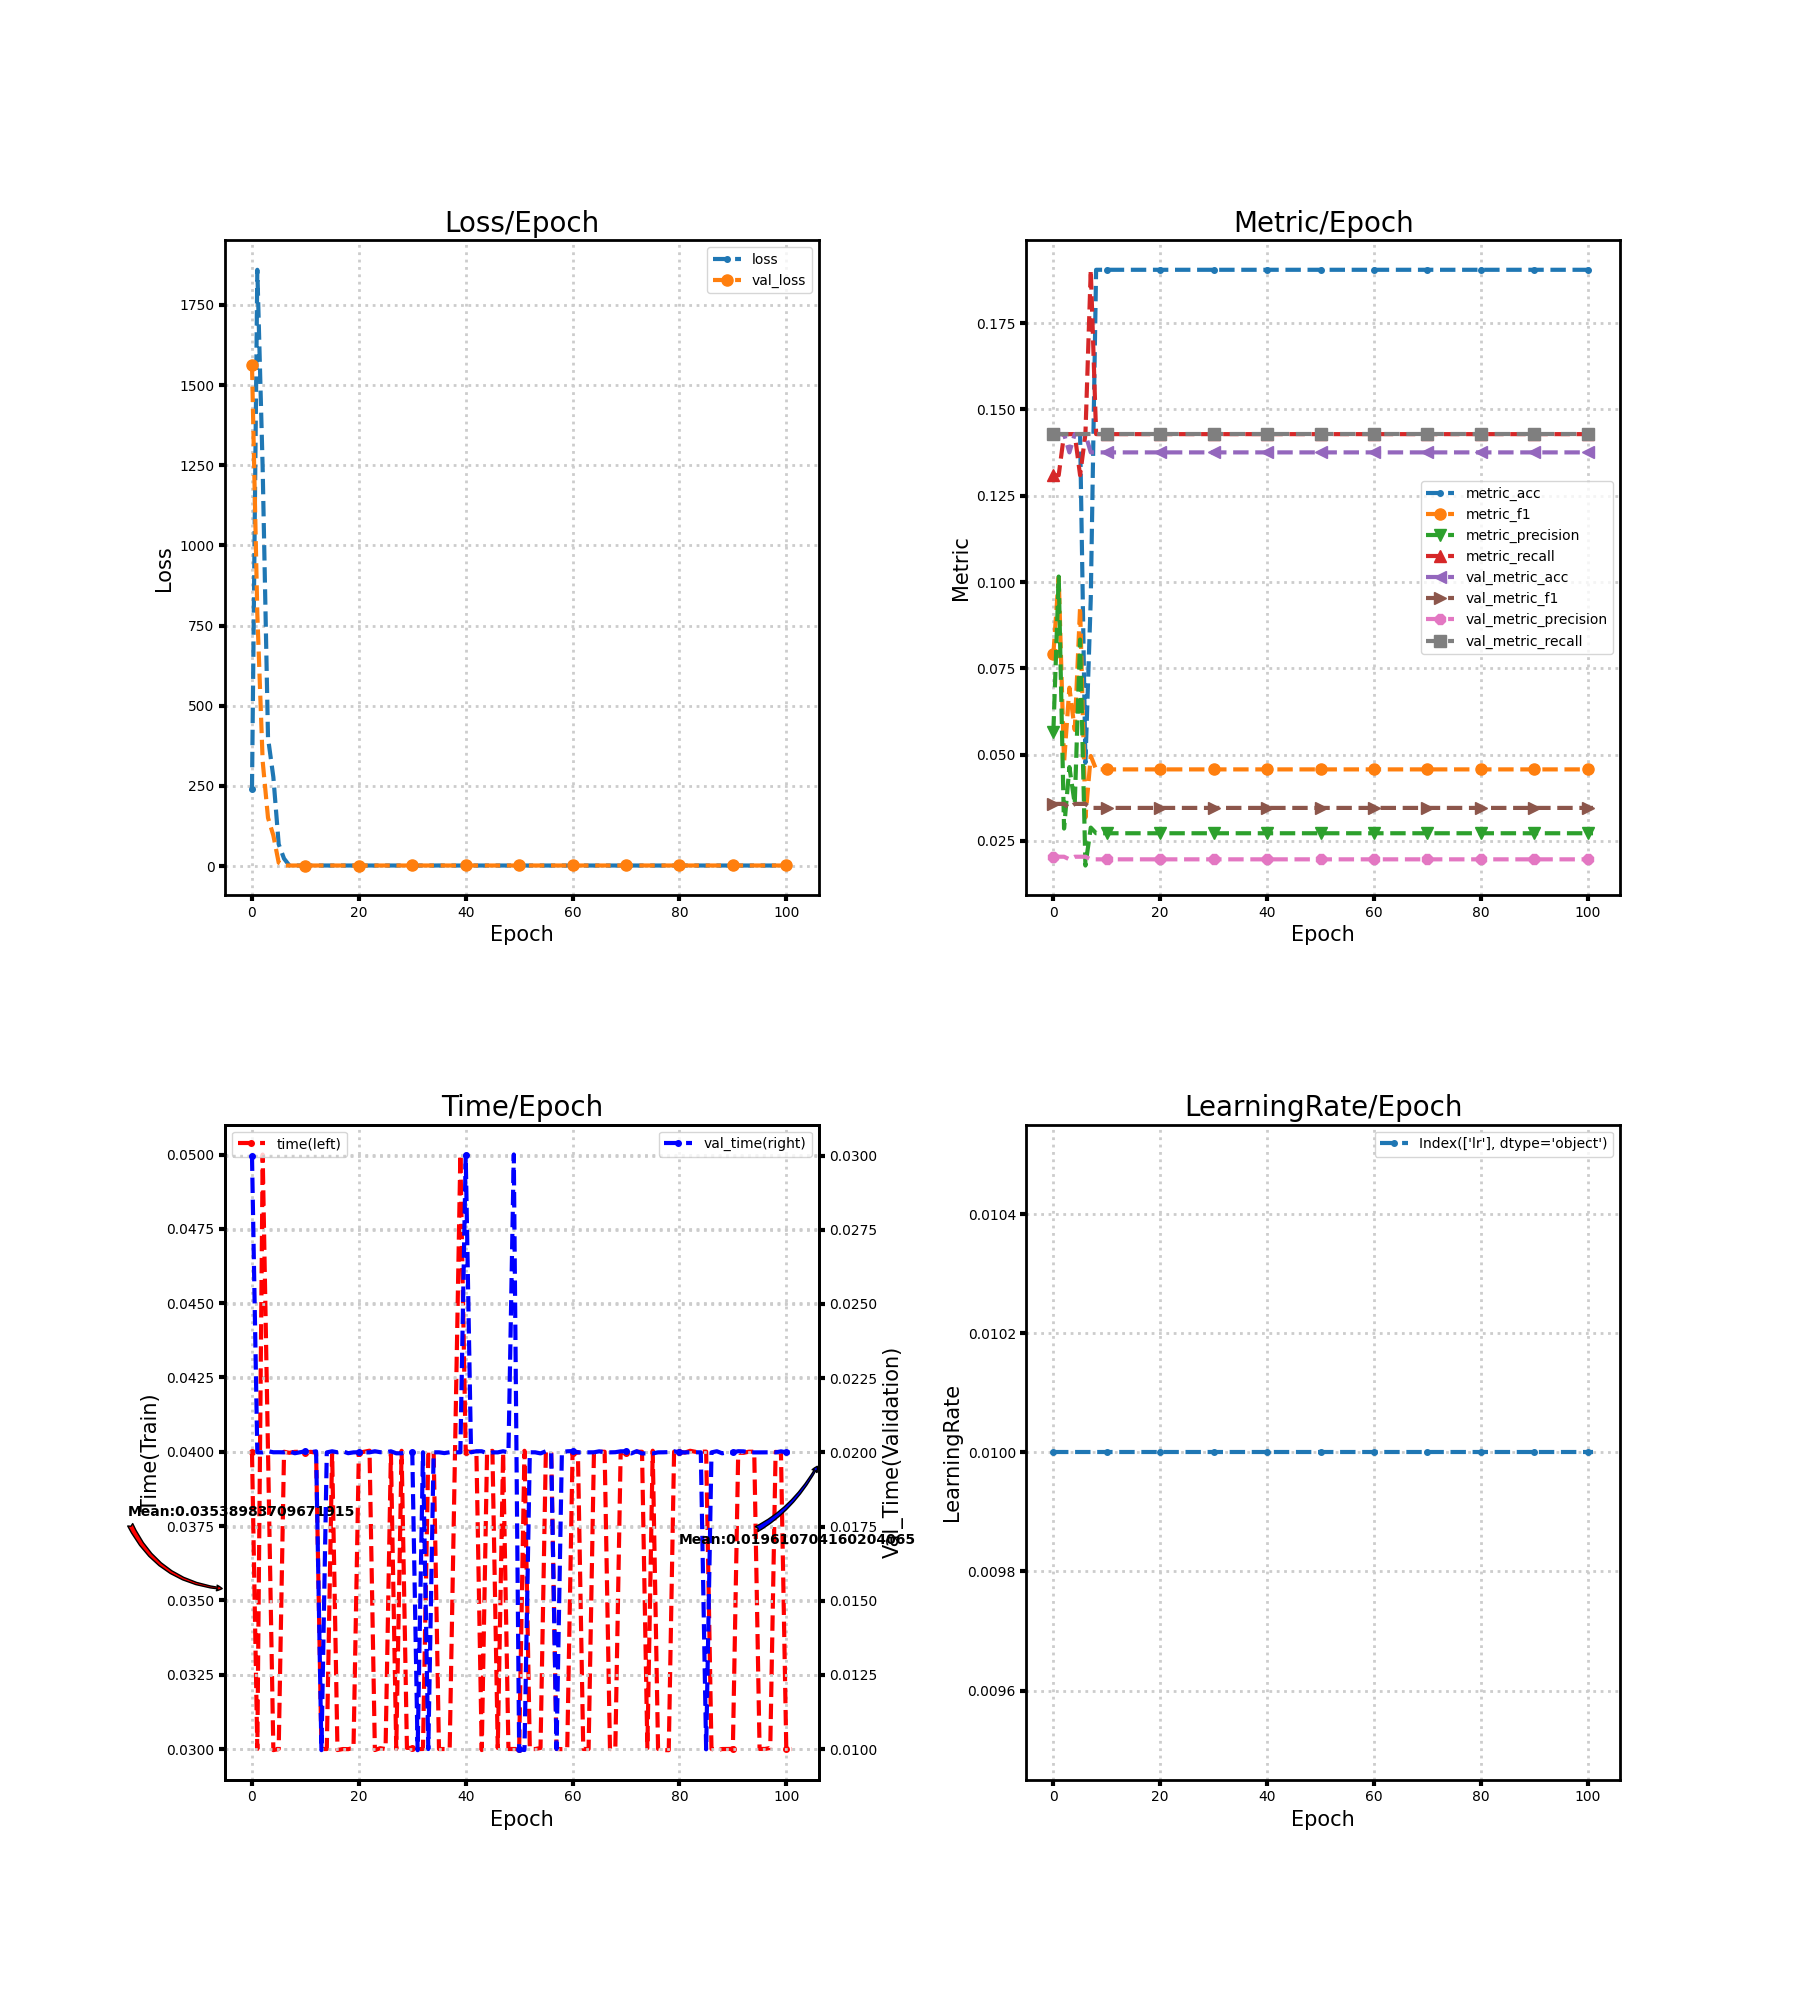 Loss/Epoch
loss
val_loss
1750
1500
1250
1000
750
500
250
0
Loss
0 20 40 60 80 100
Epoch
Metric/Epoch
0.175
0.150
0.125
0.100
0.075
0.050
0.025
Metric
metric_acc
metric_f1
metric_precision
metric_recall
val_metric_acc
val_metric_f1
val_metric_precision
val_metric_recall
0 20 40 60 80 100
Epoch
Time/Epoch
time(left)
val_time(right)
0.0500
0.0475
0.0450
0.0425
0.0400
0.0375
0.0350
0.0325
0.0300
Time(Train)
0.0300
0.0275
0.0250
0.0225
0.0200
0.0175
0.0150
0.0125
0.0100
Val_Time(Validation)
Mean:0.03538983709671915
Mean:0.019610704160204065
0 20 40 60 80 100
Epoch
LearningRate/Epoch
Index(['lr'], dtype='object')
0.0104
0.0102
0.0100
0.0098
0.0096
LearningRate
0 20 40 60 80 100
Epoch